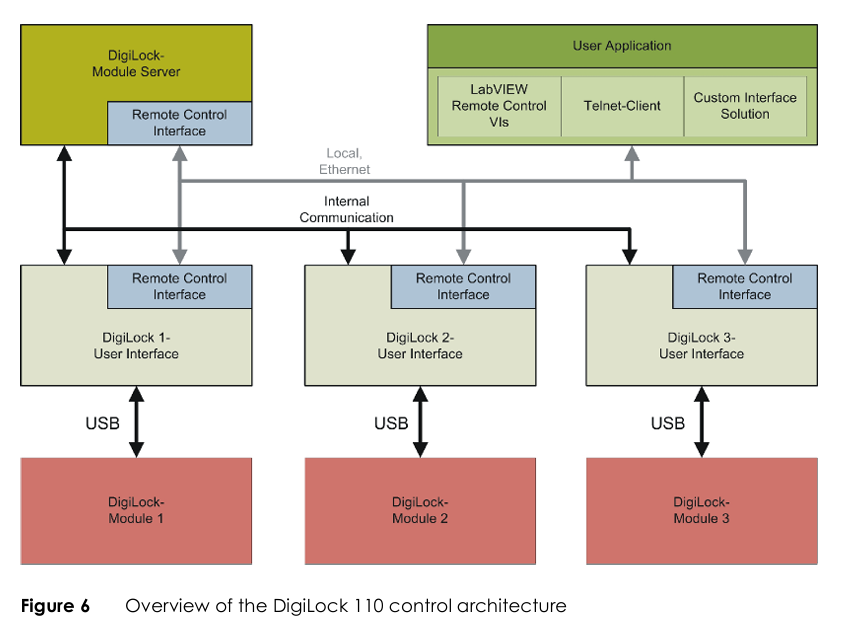 DigiLock-
Module Server
Remote Control
Interface
User Application
LabVIEW
Remote Control
VIs
Telnet-Client
Custom Interface
Solution
Local,
Ethernet
Internal
Communication
Remote Control
Interface
DigiLock 1-
User Interface
Remote Control
Interface
DigiLock 2-
User Interface
Remote Control
Interface
DigiLock 3-
User Interface
USB
USB
USB
DigiLock-
Module 1
DigiLock-
Module 2
DigiLock-
Module 3
Figure 6 Overview of the DigiLock 110 control architecture